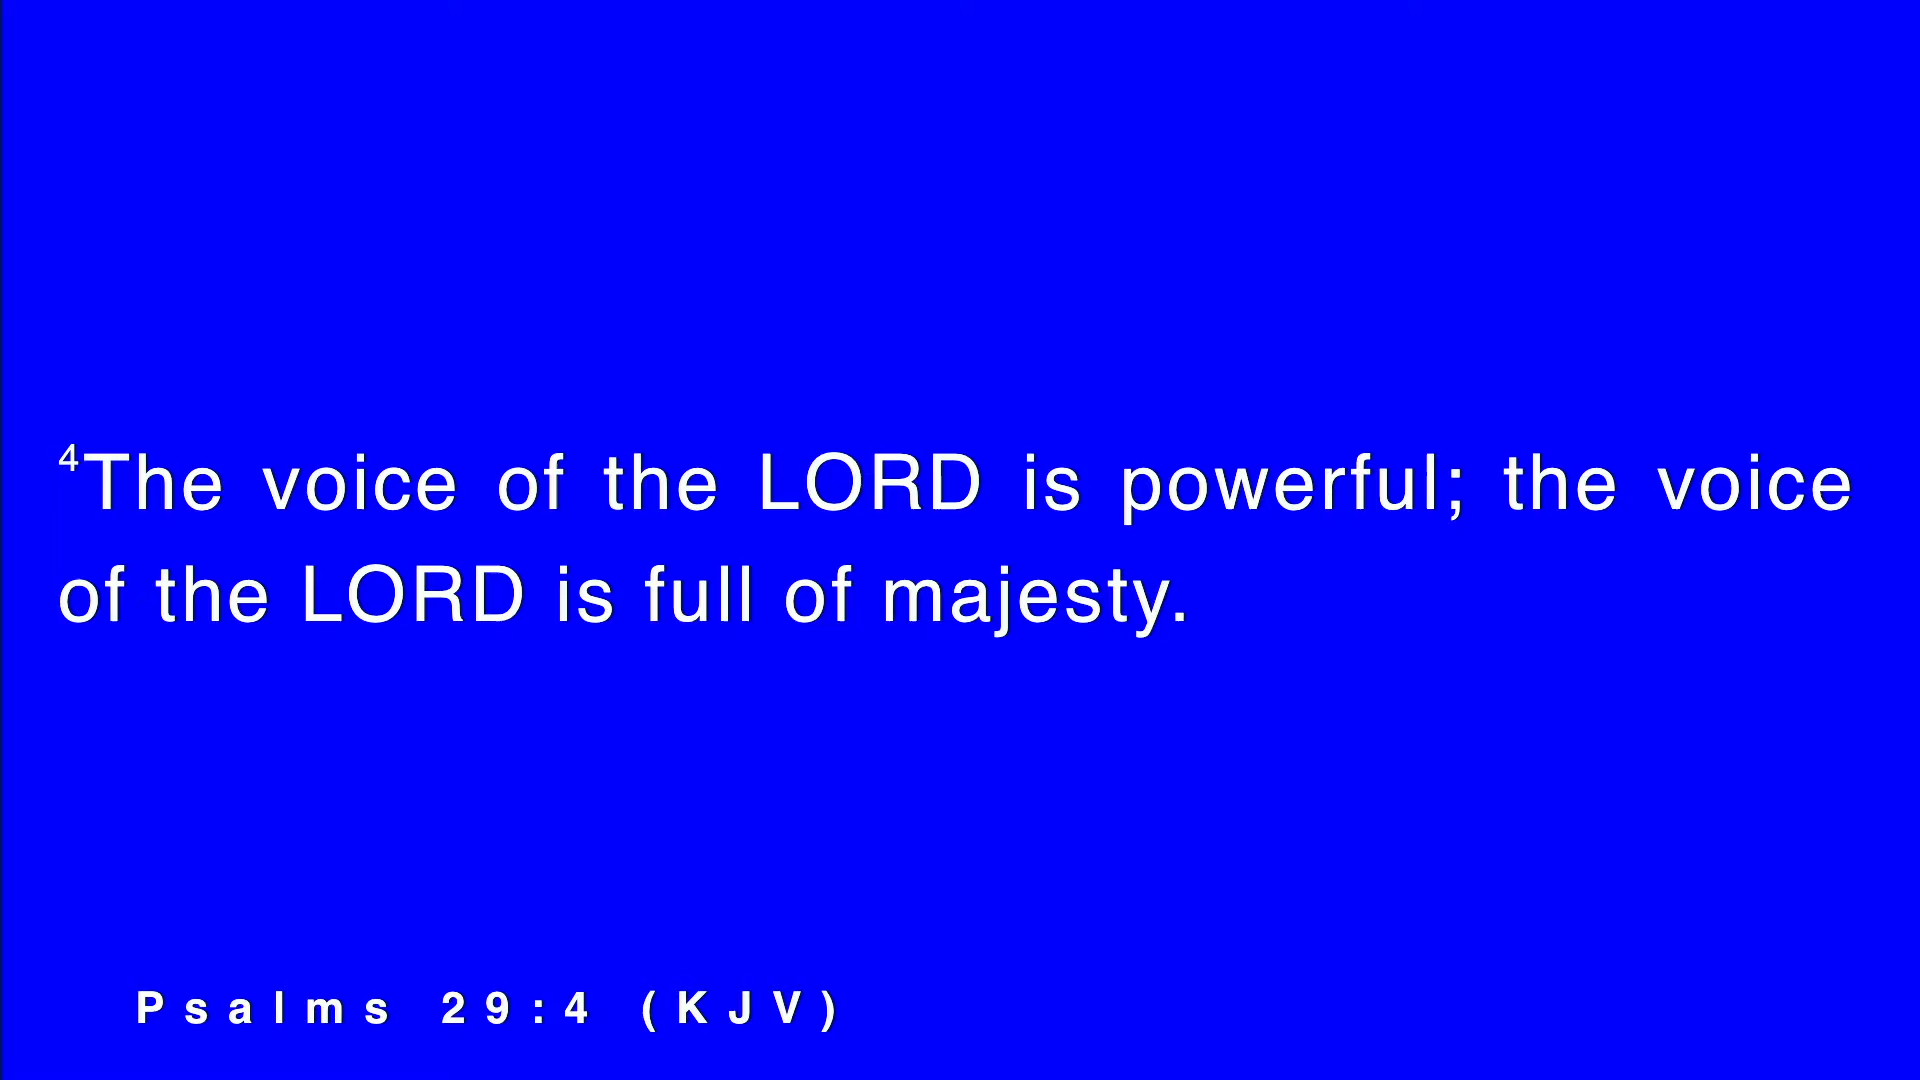 ⁴The voice of the LORD is powerful; the voice
of the LORD is full of majesty.
Psalms 29:4 (KJV)